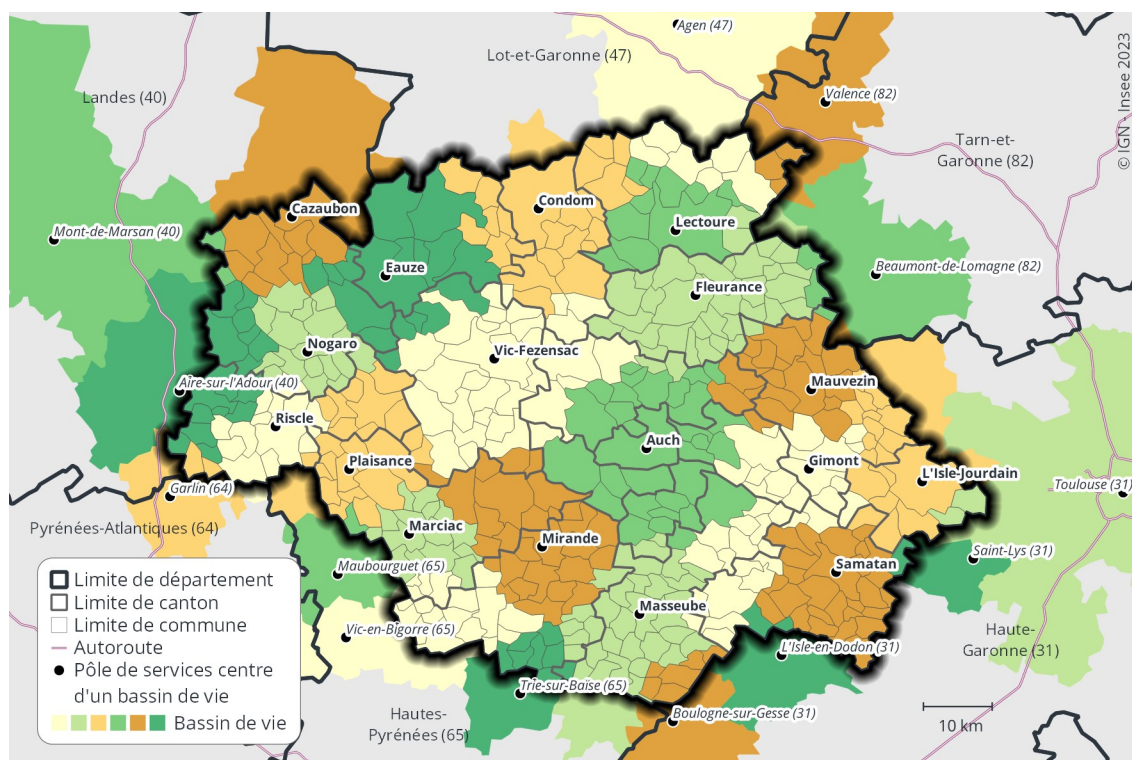 Agen (47)
Lot-et-Garonne (47)
© IGN - Insee 2023
Landes (40)
Valence (82)
Tarn-et-
Garonne (82)
Cazaubon
Condom
Mont-de-Marsan (40)
Lectoure
Eauze
Beaumont-de-Lomagne (82)
Fleurance
Nogaro
Vic-Fezensac
Aire-sur-l'Adour (40)
Mauvezin
Riscle
Auch
Plaisance
Gimont
L'Isle-Jourdain
Garlin (64)
Toulouse (31)
Pyrénées-Atlantiques (64)
Marciac
Mirande
Saint-Lys (31)
Maubourguet (65)
Samatan
Masseube
Vic-en-Bigorre (65)
Haute-
Garonne (31)
L'Isle-en-Dodon (31)
Trie-sur-Baïse (65)
Hautes-
Pyrénées (65)
Boulogne-sur-Gesse (31)
10 km
Limite de département
Limite de canton
Limite de commune
Autoroute
Pôle de services centre
d'un bassin de vie
Bassin de vie